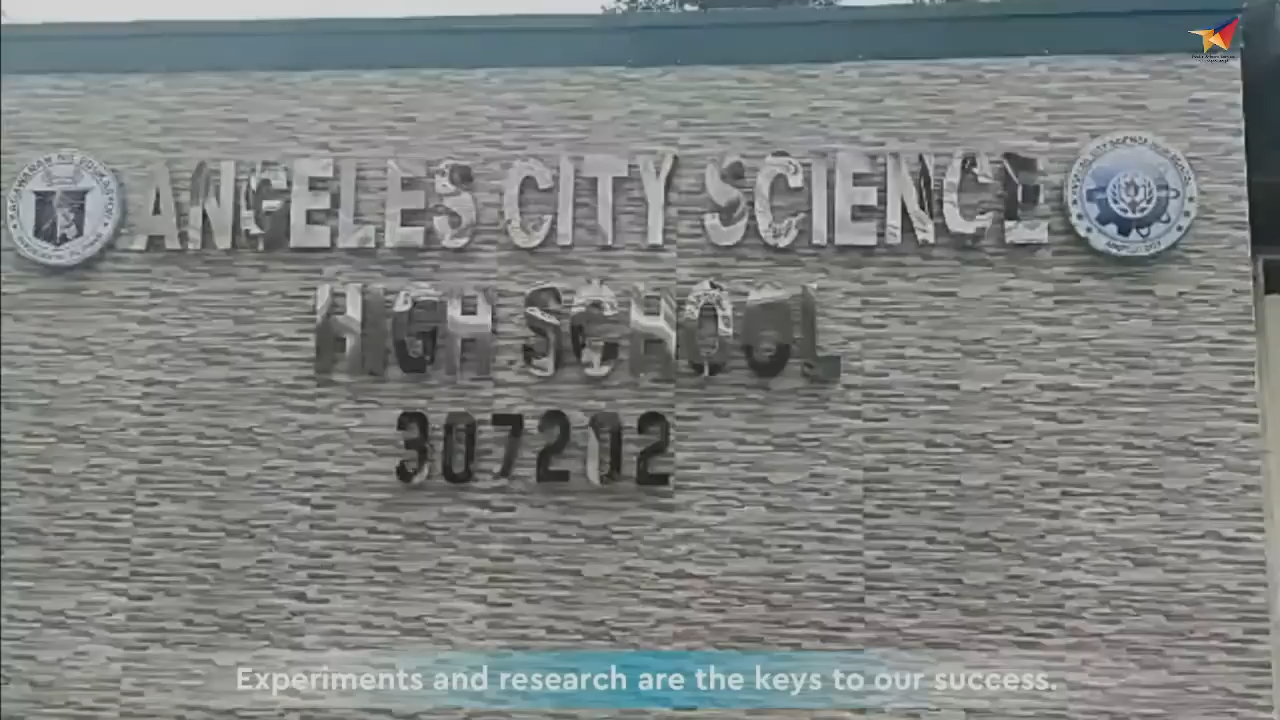 ANGELES CITY SCIENCE
HIGH SCHOOL
307202
Experiments and research are the keys to our success.